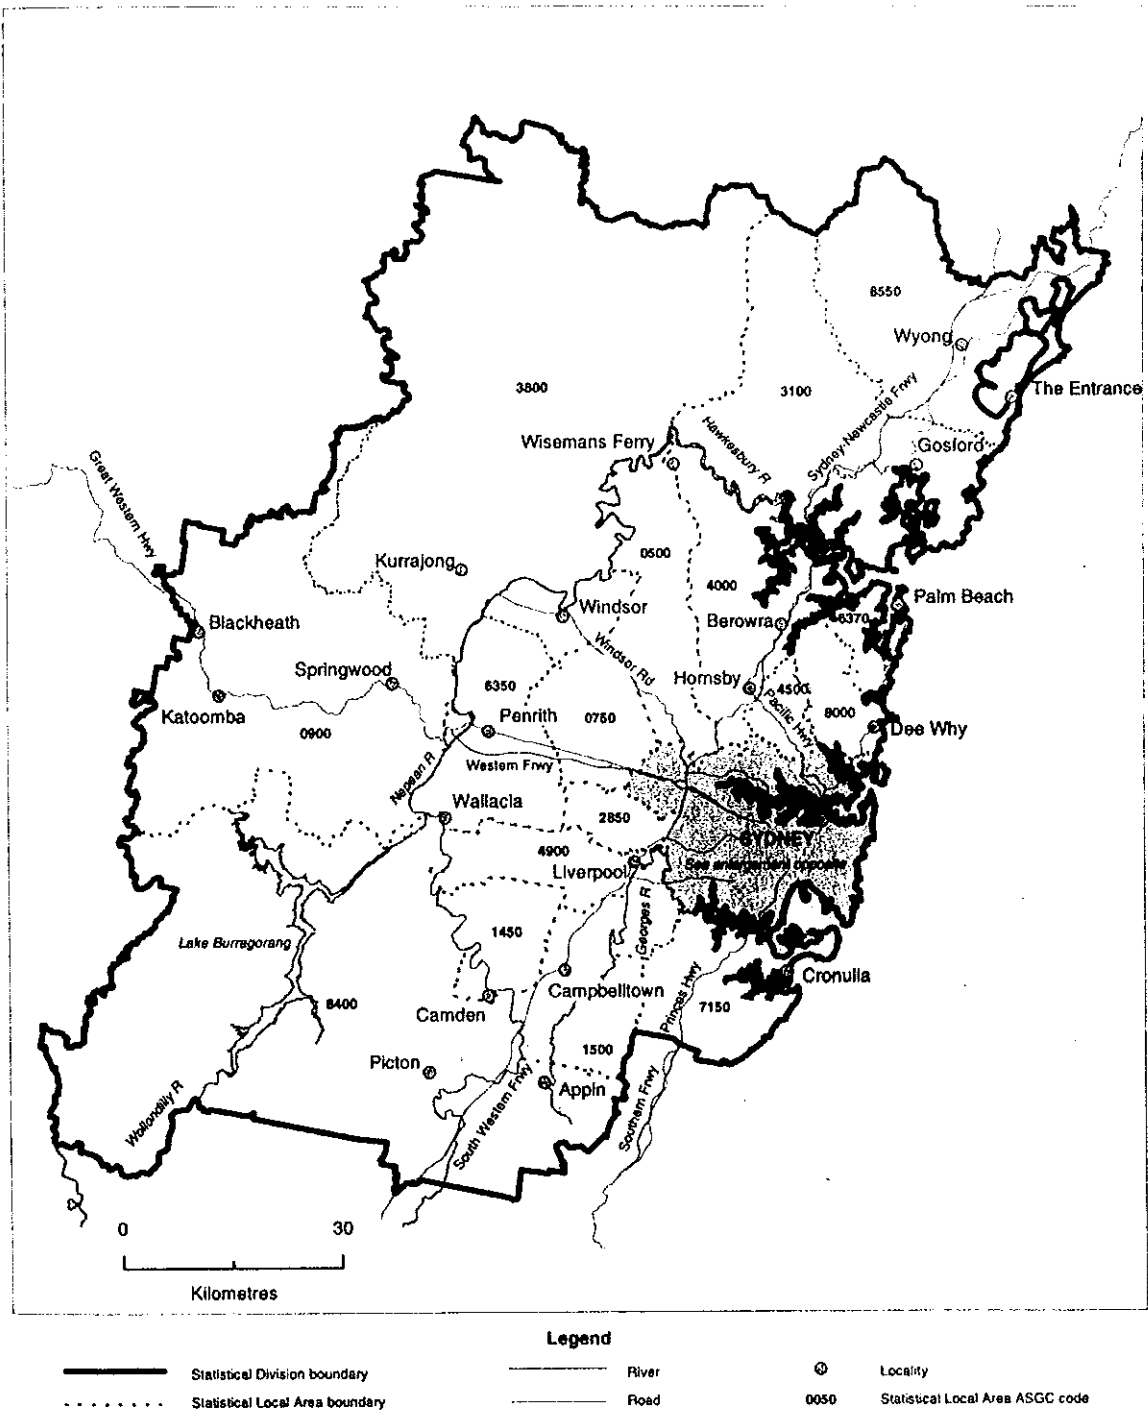 8550
Wyong
3800
3100
The Entrance
Sydney-Newcastle Frwy
Wisemans Ferry
Hawkesbury R
Gosford
Great Western Hwy
0500
Kurrajong
4000
Windsor
Palm Beach
Blackheath
Berowra
6370
Windsor Rd
Springwood
Hornsby
6350
4500
Katoomba
Penrith
0750
8000
Pacific Hwy
0900
Dee Why
Western Frwy
Nepean R
Wallacia
2850
SYDNEY
4900
Liverpool
See enlargement opposite
1450
Georges R
Lake Burragorang
Campbelltown
Cronulla
8400
Camden
Princes Hwy
7150
1500
Picton
Appin
Wollondilly R
South Western Frwy
Southern Frwy
0 30
Kilometres
Legend
Statistical Division boundary River Locality
Statistical Local Area boundary Road 0050 Statistical Local Area ASGC code